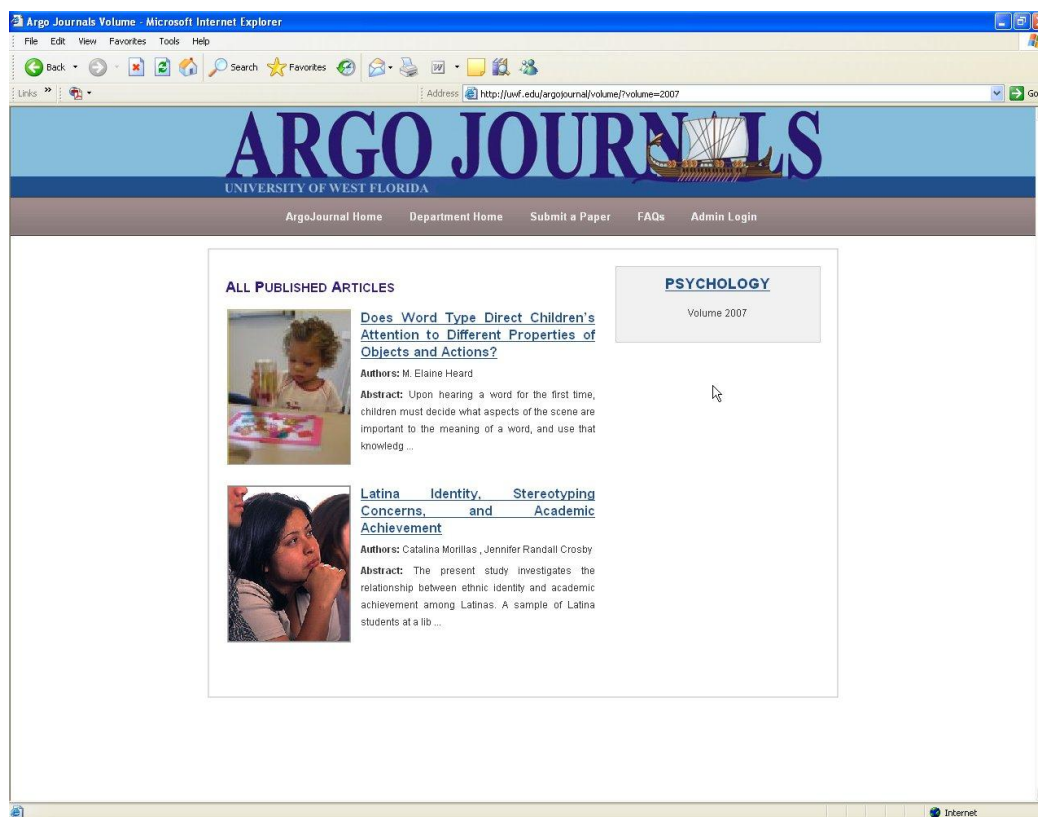 Argo Journals Volume - Microsoft Internet Explorer
File Edit View Favorites Tools Help
Back Search Favorites
Links » Address http://uwf.edu/argojournal/volume/?volume=2007 Go
ARGO JOURNALS
UNIVERSITY OF WEST FLORIDA
ArgoJournal Home Department Home Submit a Paper FAQs Admin Login
ALL PUBLISHED ARTICLES
Does Word Type Direct Children's
Attention to Different Properties of
Objects and Actions?
Authors: M. Elaine Heard
Abstract: Upon hearing a word for the first time,
children must decide what aspects of the scene are
important to the meaning of a word, and use that
knowledg ...
Latina Identity, Stereotyping
Concerns, and Academic
Achievement
Authors: Catalina Morillas , Jennifer Randall Crosby
Abstract: The present study investigates the
relationship between ethnic identity and academic
achievement among Latinas. A sample of Latina
students at a lib ...
PSYCHOLOGY
Volume 2007
Internet